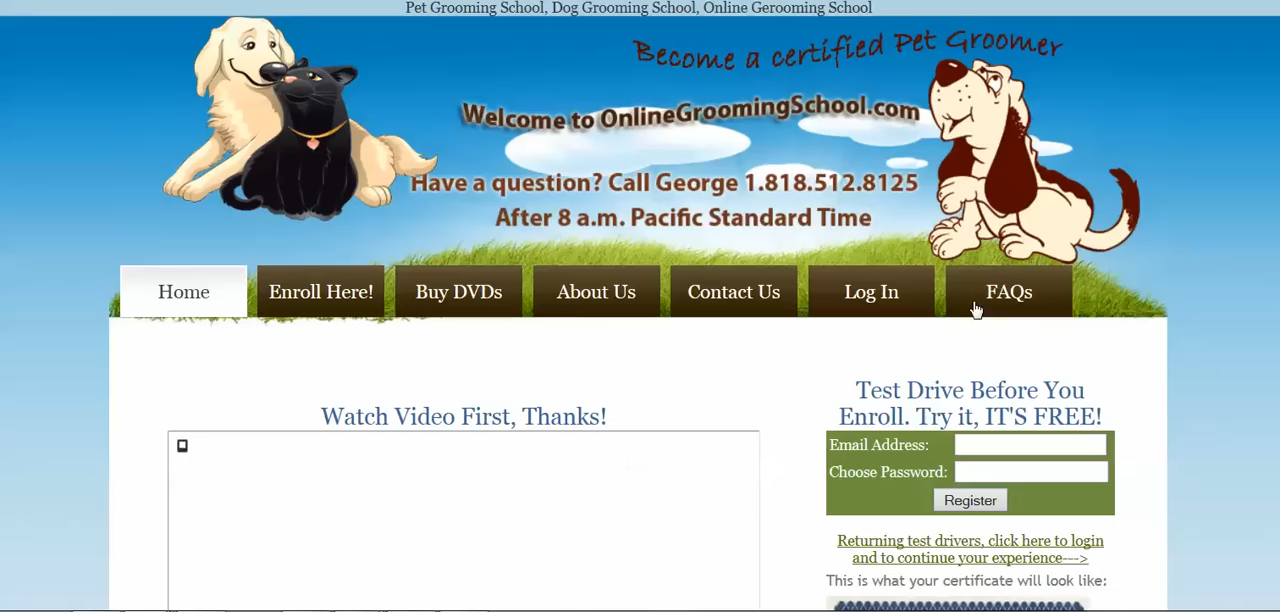 Pet Grooming School, Dog Grooming School, Online Gerooming School
Become a certified Pet Groomer
Welcome to OnlineGroomingSchool.com
Have a question? Call George 1.818.512.8125
After 8 a.m. Pacific Standard Time
Home Enroll Here! Buy DVDs About Us Contact Us Log In FAQs
Watch Video First, Thanks!
Test Drive Before You
Enroll. Try it, IT'S FREE!
Email Address:
Choose Password:
Register
Returning test drivers, click here to login
and to continue your experience--->
This is what your certificate will look like: